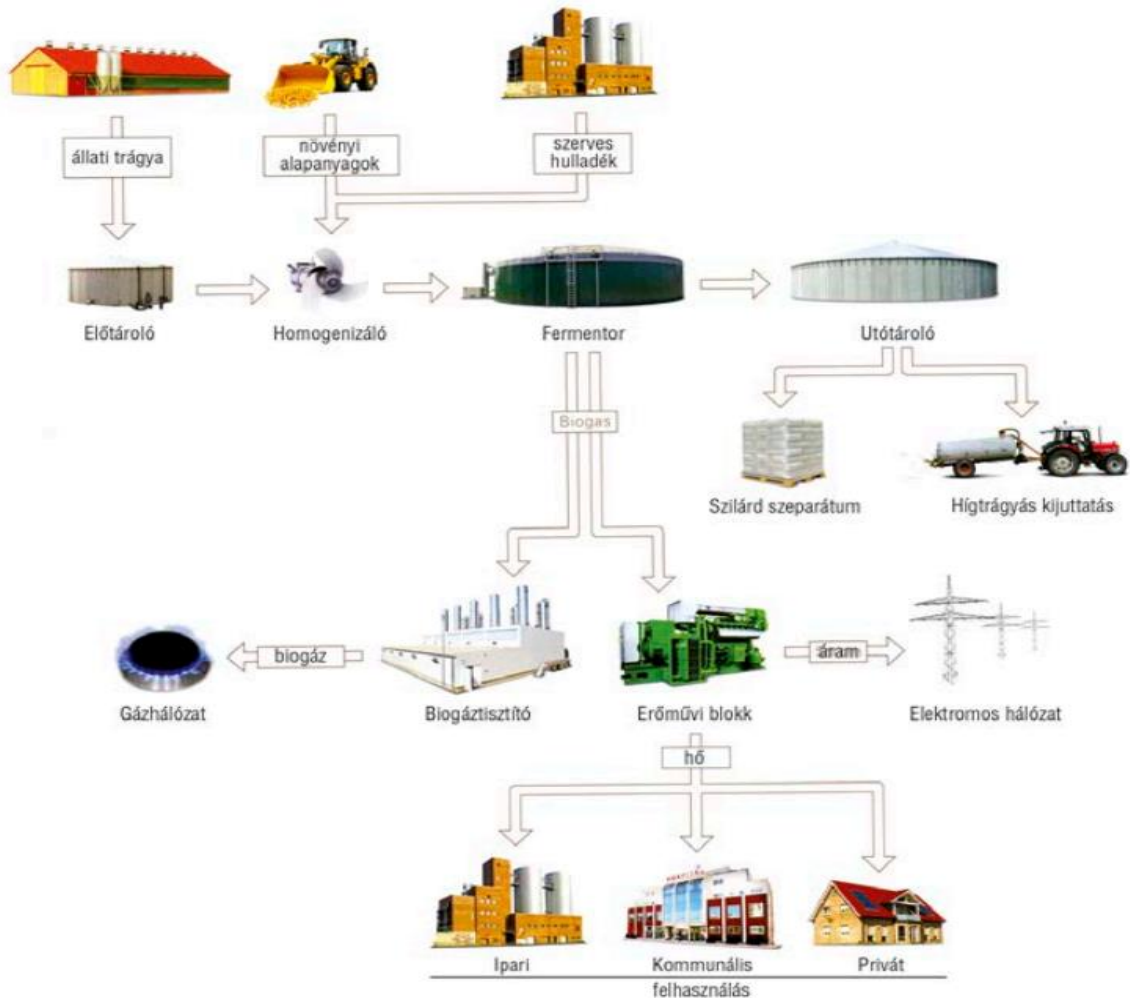 állati trágya
növényi
alapanyagok
szerves
hulladék
Előtároló
Homogenizáló
Fermentor
Utótároló
Biogas
Szilárd szeparátum
Hígtrágyás kijuttatás
biogáz
áram
Gázhálózat
Biogáztisztító
Erőművi blokk
Elektromos hálózat
hő
Ipari
Kommunális
Privát
felhasználás